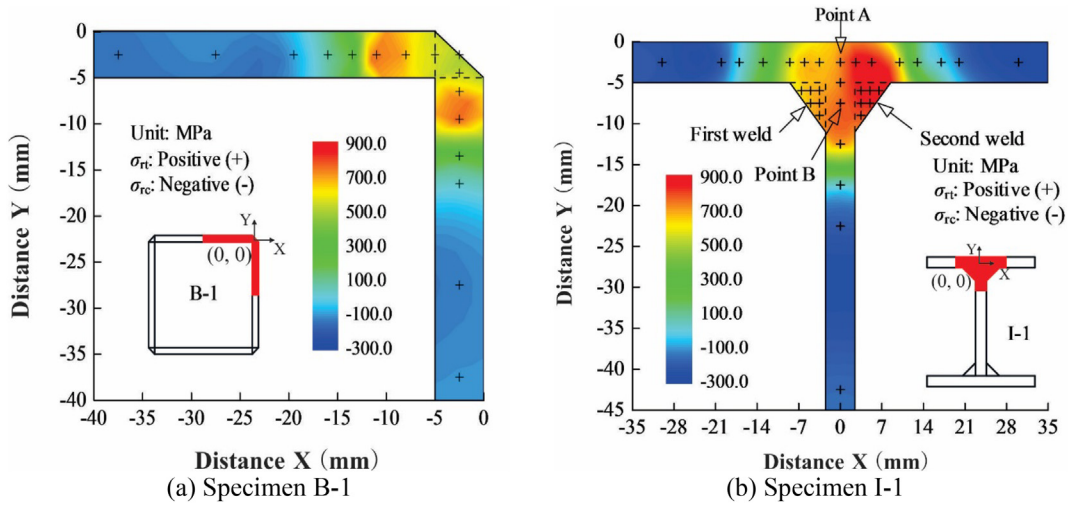 0
-5
-10
-15
-20
-25
-30
-35
-40
Distance Y (mm)
Unit: MPa
σrt: Positive (+)
σrc: Negative (-)
900.0
700.0
500.0
300.0
100.0
-100.0
-300.0
Y
X
(0, 0)
B-1
-40 -35 -30 -25 -20 -15 -10 -5 0
Distance X (mm)
(a) Specimen B-1
Point A
0
-5
-10
-15
-20
-25
-30
-35
-40
-45
Distance Y (mm)
First weld
Second weld
Point B
Unit: MPa
σrt: Positive (+)
σrc: Negative (-)
900.0
700.0
500.0
300.0
100.0
-100.0
-300.0
Y
X
(0, 0)
I-1
-35 -28 -21 -14 -7 0 7 14 21 28 35
Distance X (mm)
(b) Specimen I-1